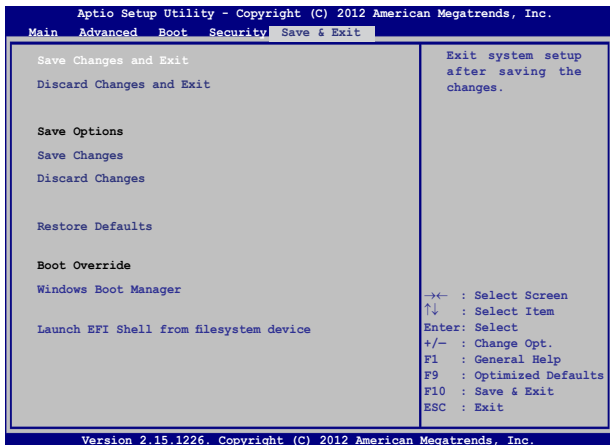 Aptio Setup Utility - Copyright (C) 2012 American Megatrends, Inc.
Main Advanced Boot Security Save & Exit
Save Changes and Exit
Discard Changes and Exit
Save Options
Save Changes
Discard Changes
Restore Defaults
Boot Override
Windows Boot Manager
Launch EFI Shell from filesystem device
Exit system setup
after saving the
changes.
→← : Select Screen
↑↓ : Select Item
Enter: Select
+/— : Change Opt.
F1 : General Help
F9 : Optimized Defaults
F10 : Save & Exit
ESC : Exit
Version 2.15.1226. Copyright (C) 2012 American Megatrends, Inc.